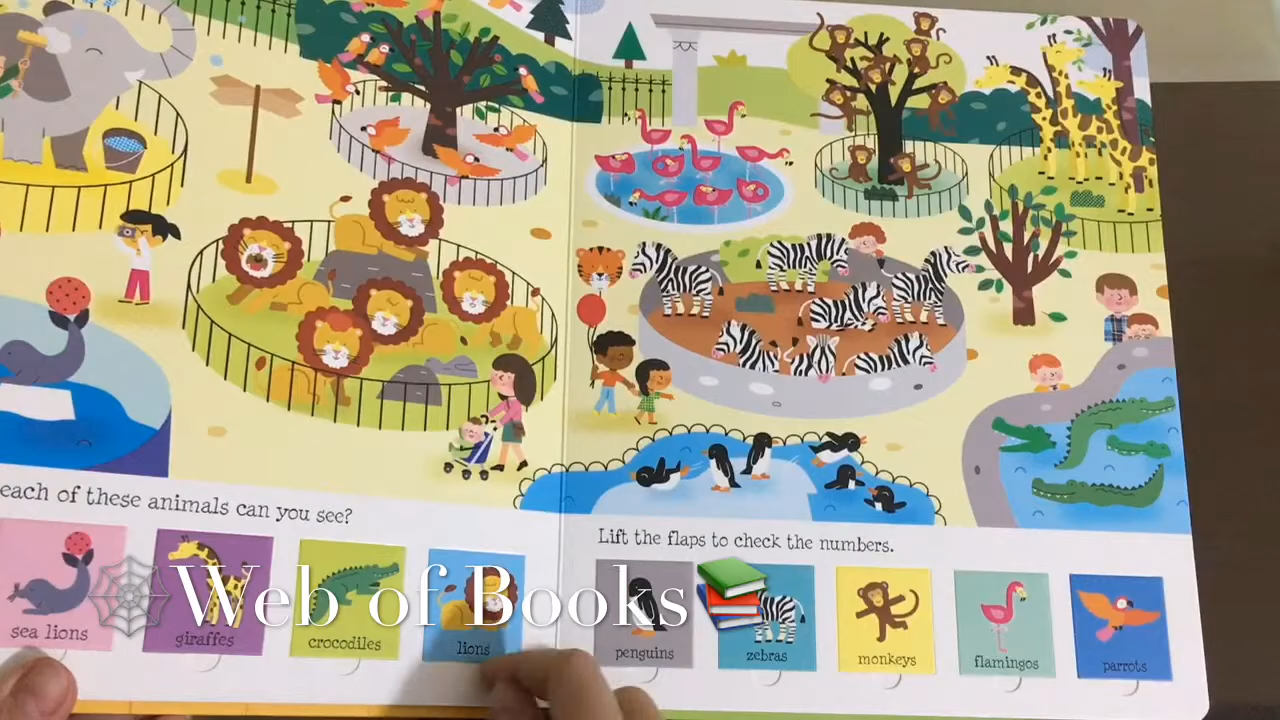 each of these animals can you see?
Lift the flaps to check the numbers.
sea lions
giraffes
crocodiles
lions
penguins
zebras
monkeys
flamingos
parrots
Web of Books